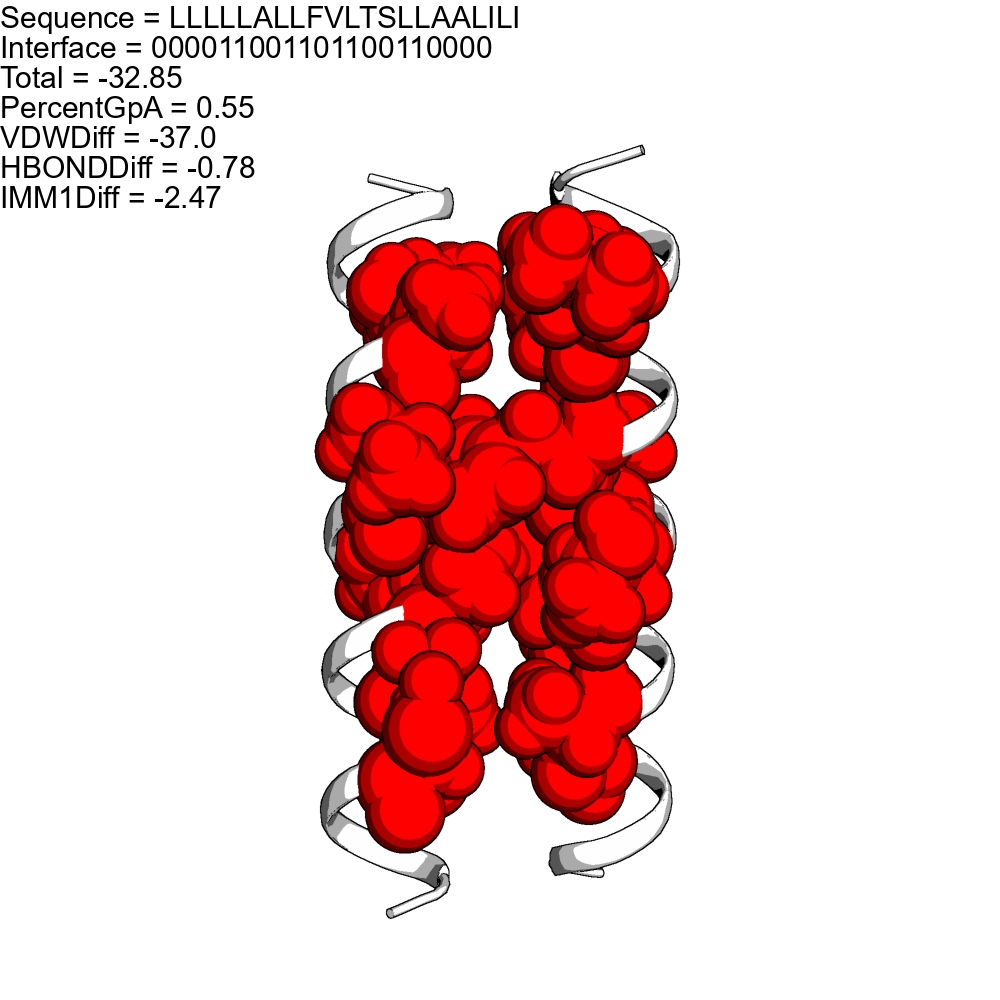 Sequence = LLLLLALLFVLTSLLAALILI
Interface = 000011001101100110000
Total = -32.85
PercentGpA = 0.55
VDWDiff = -37.0
HBONDDiff = -0.78
IMM1Diff = -2.47